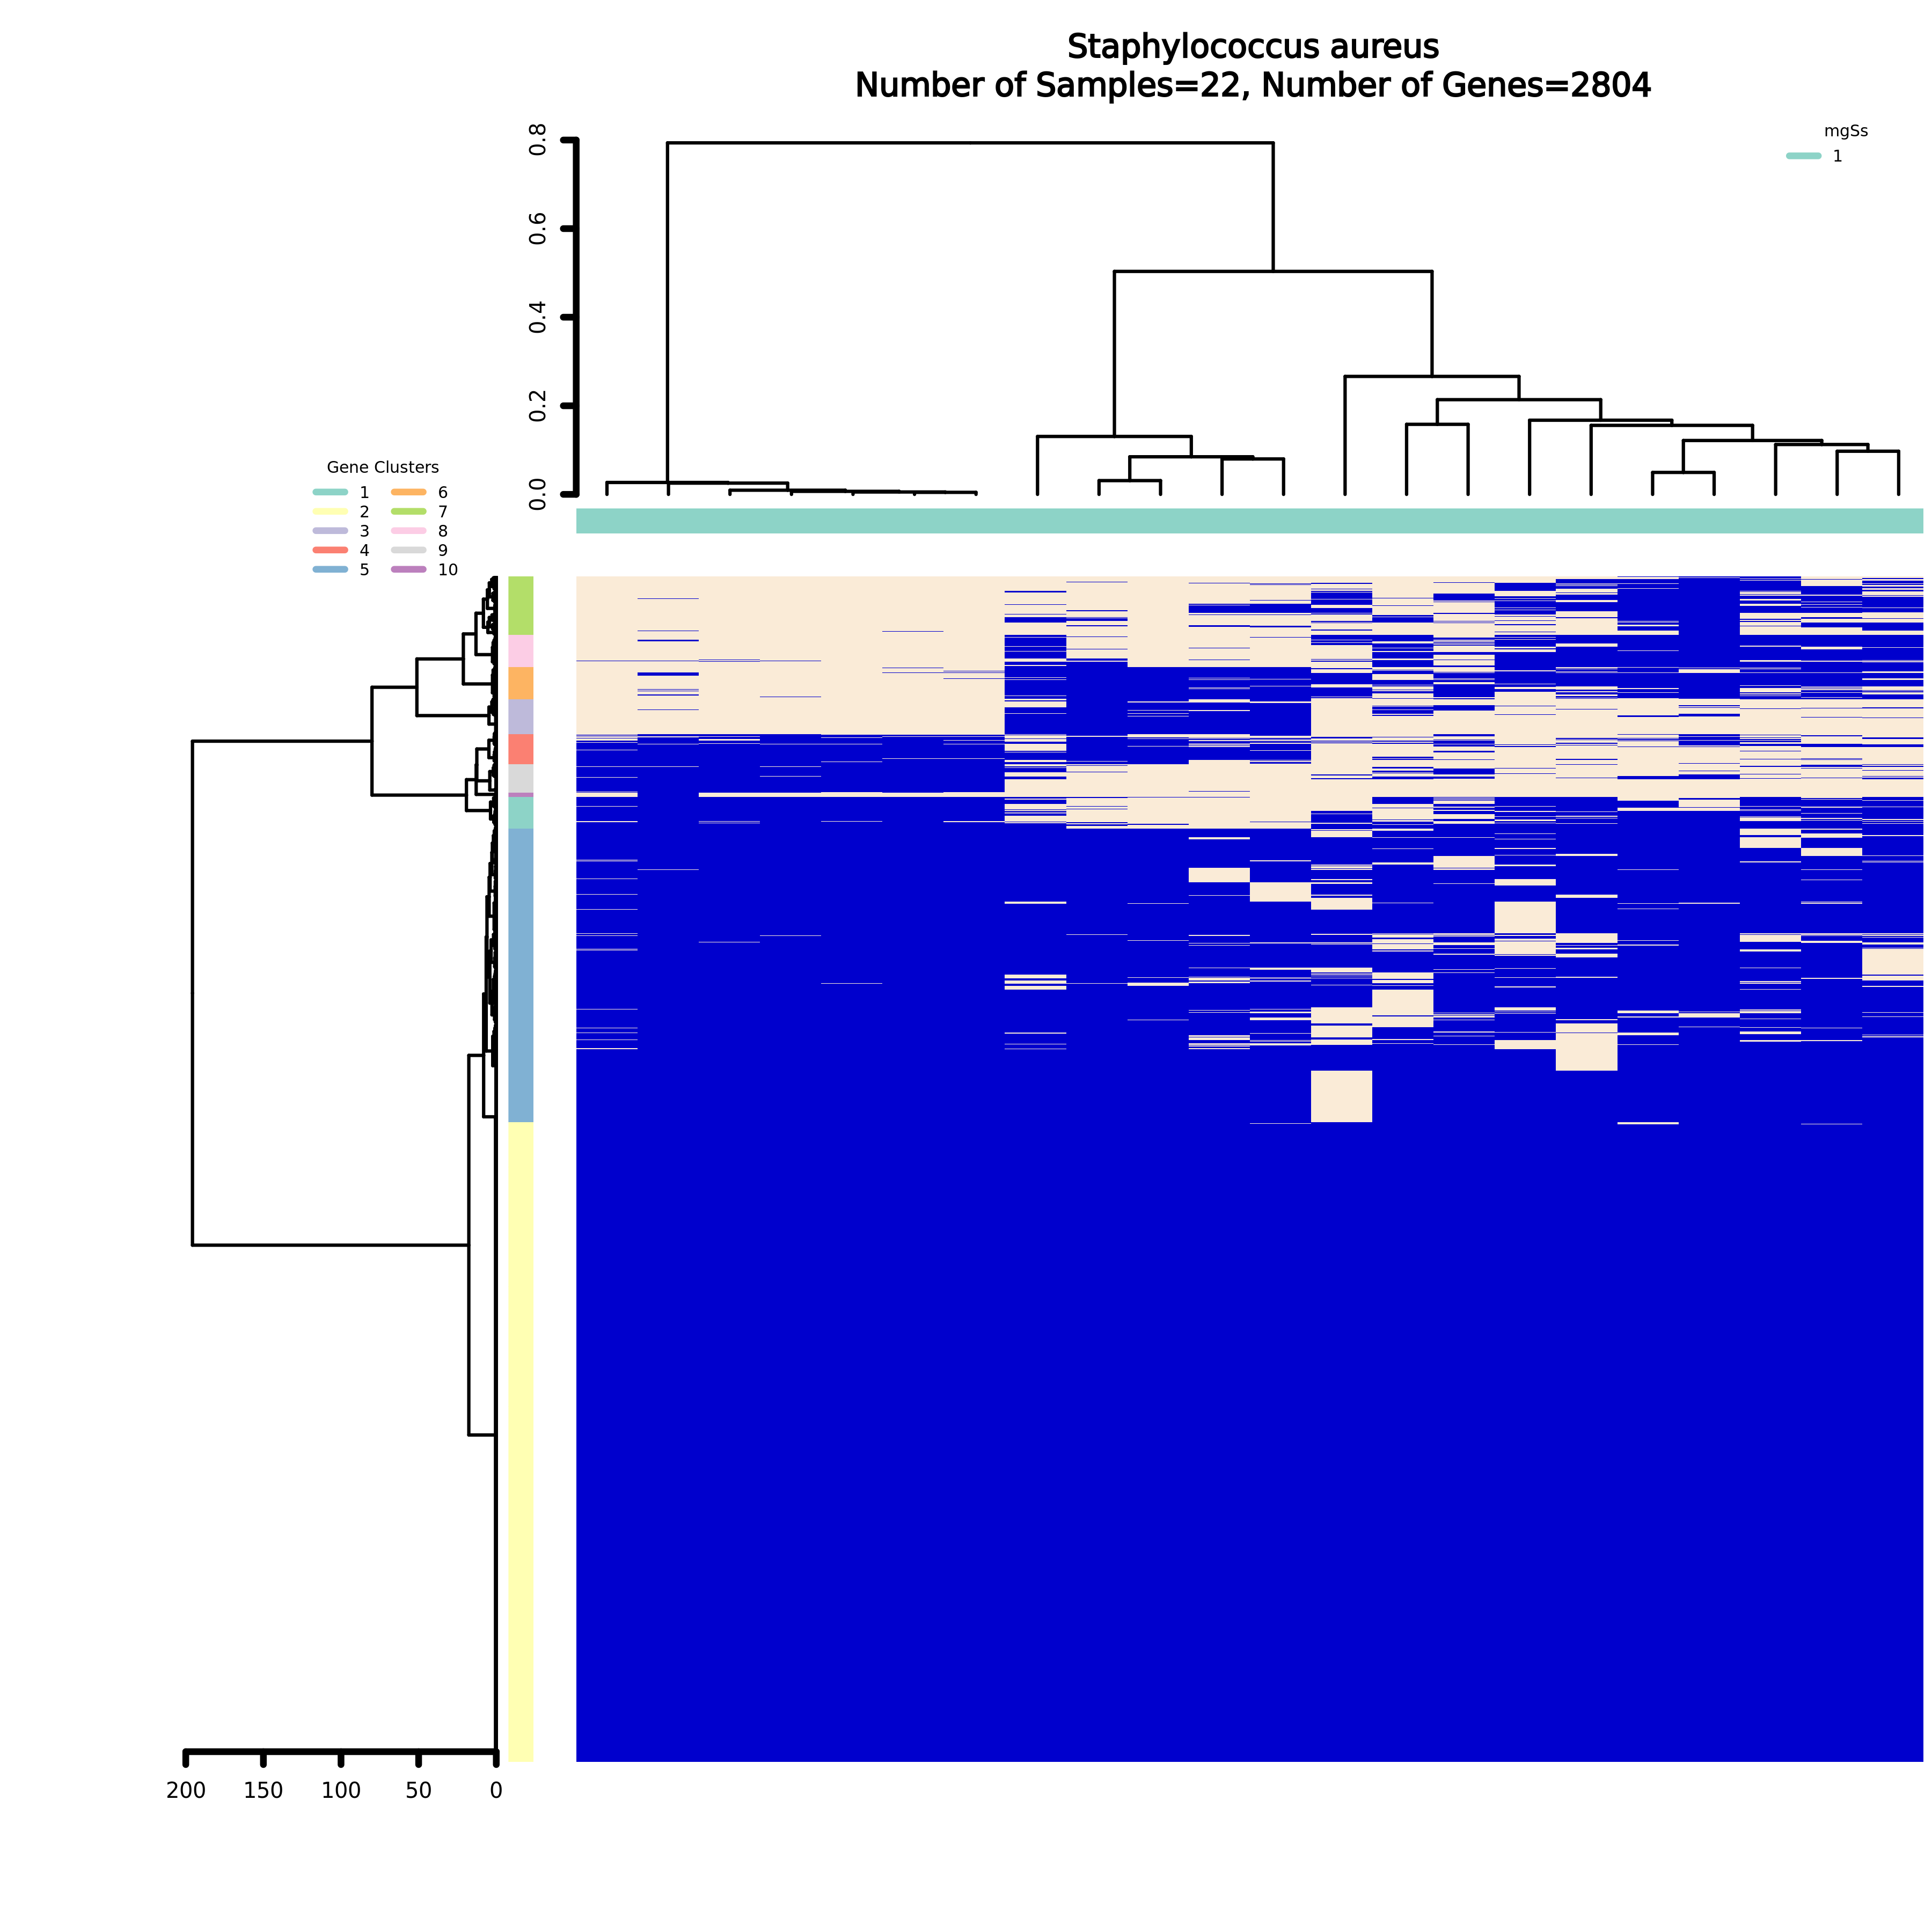 Staphylococcus aureus
Number of Samples=22, Number of Genes=2804
mgSs
1
0.8
0.6
0.4
0.2
0.0
Gene Clusters
1 6
2 7
3 8
4 9
5 10
200 150 100 50 0